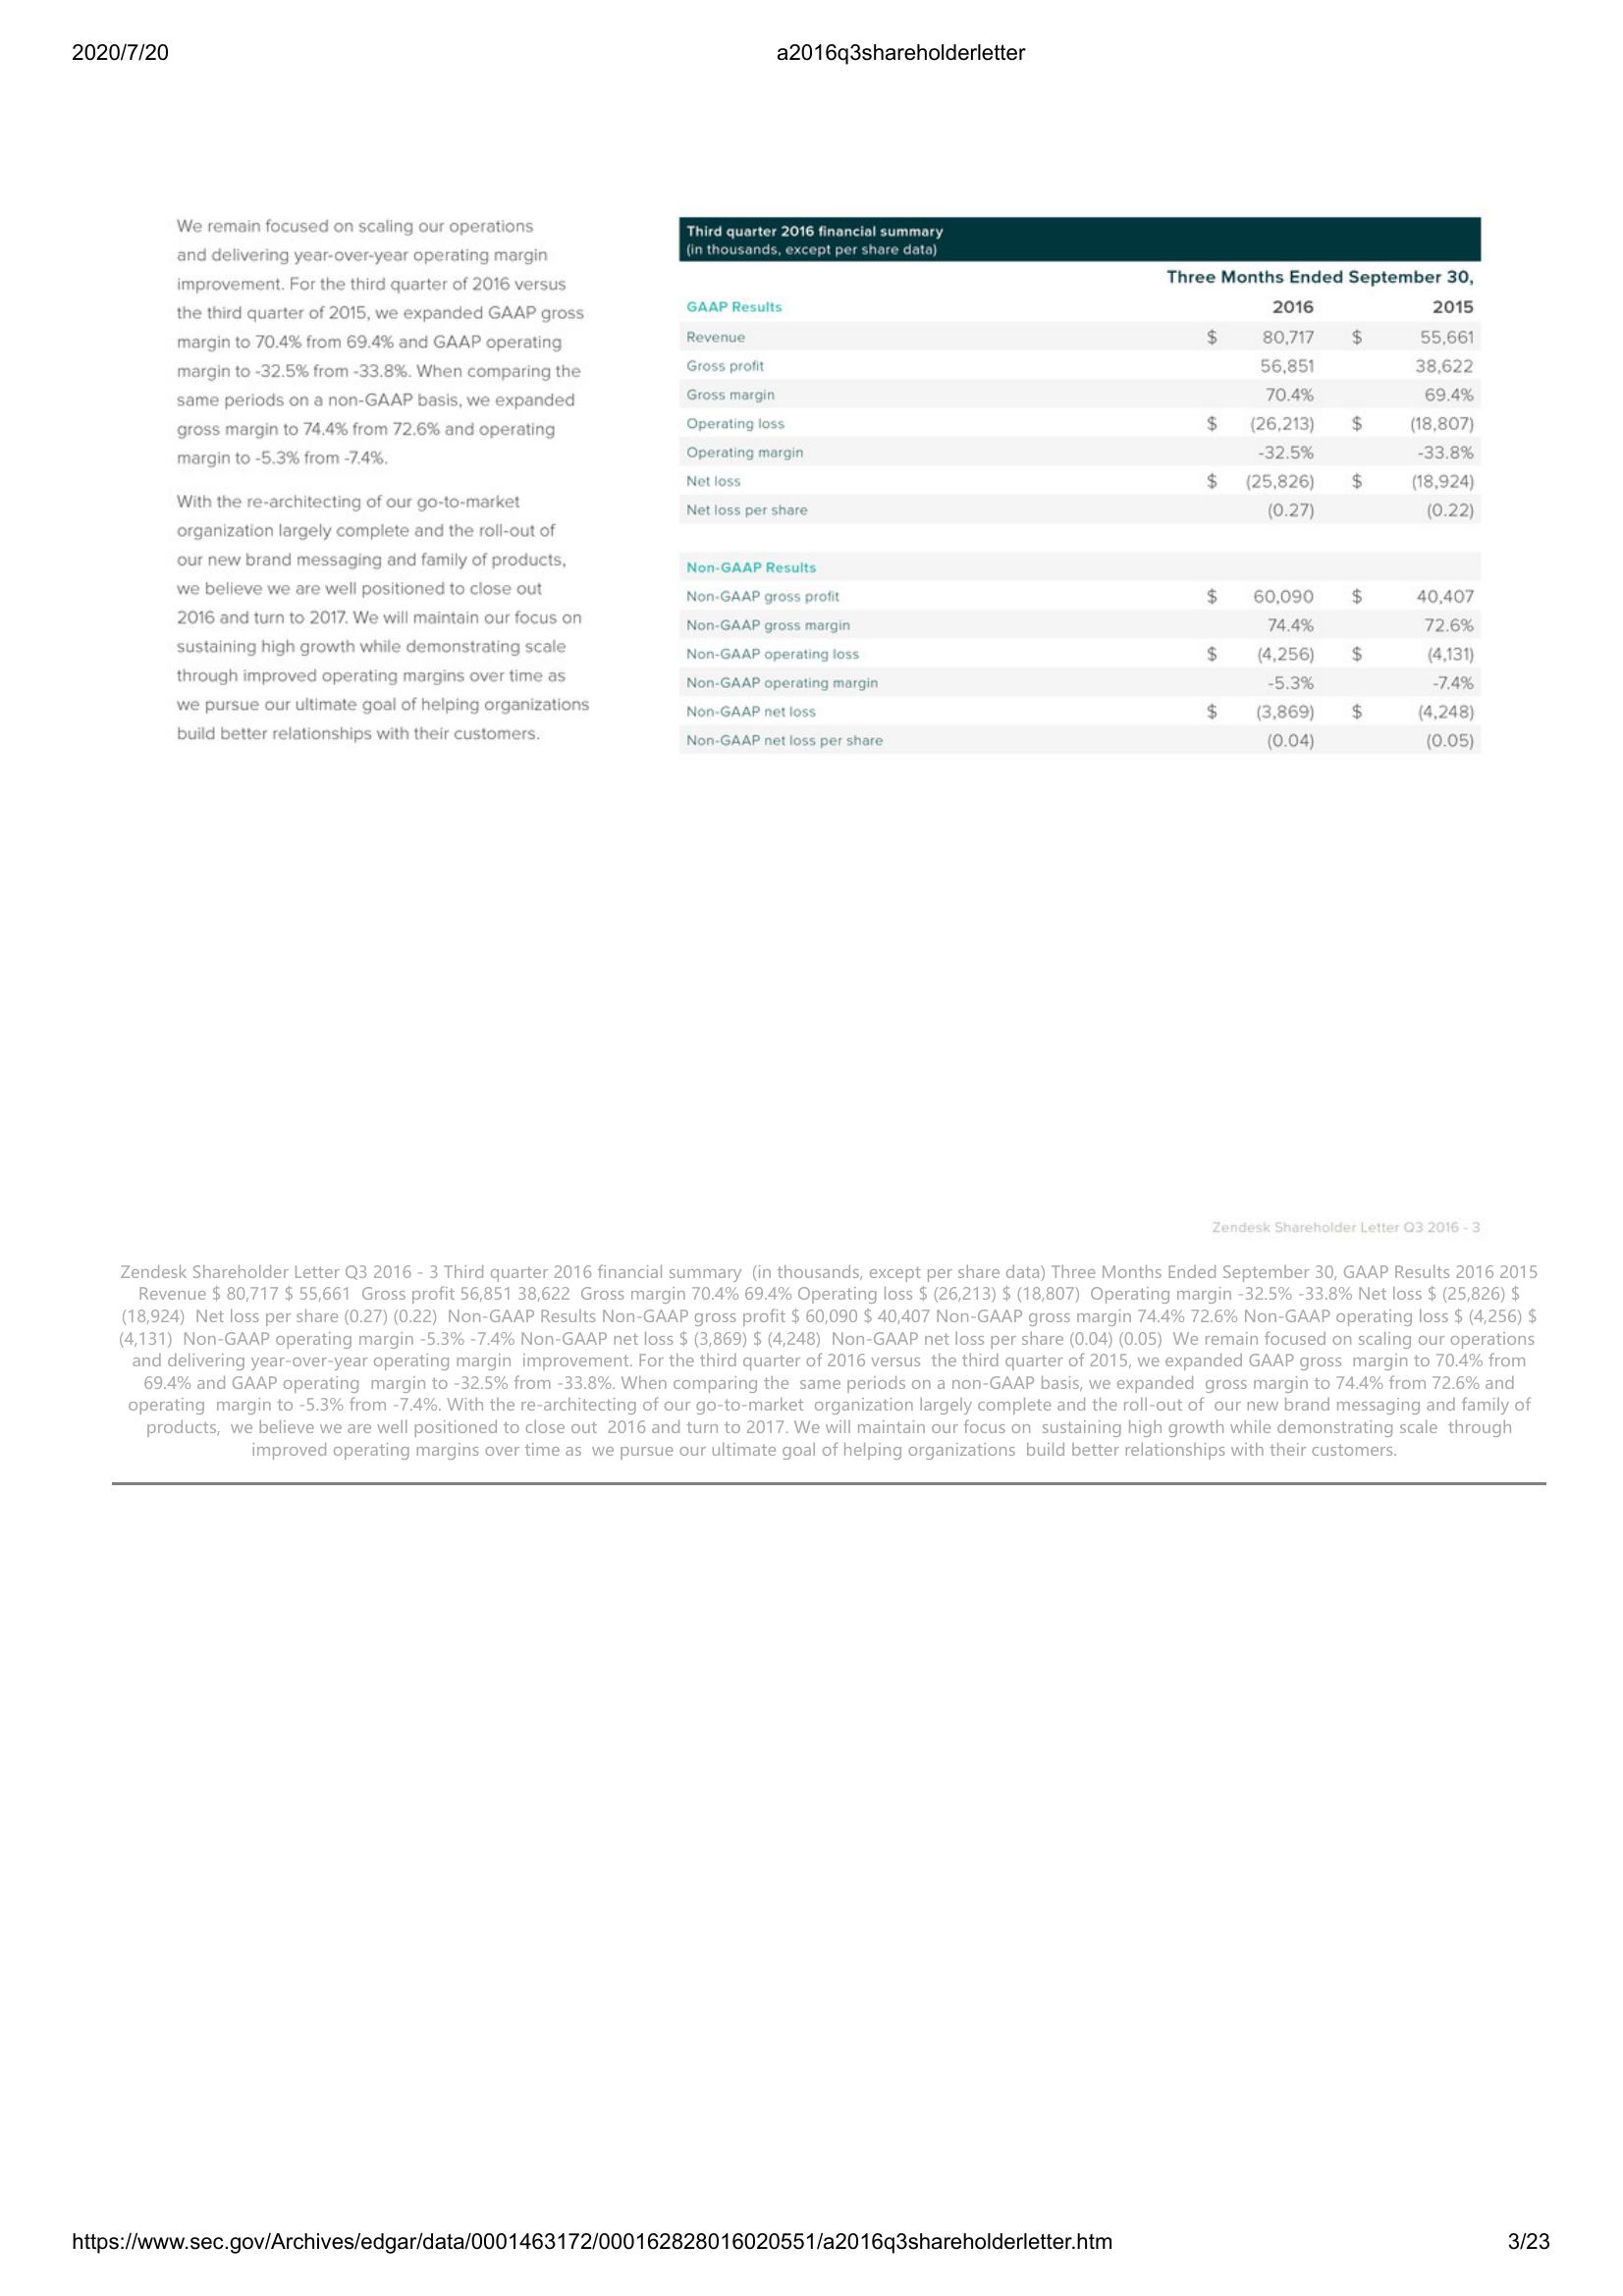 2020/7/20 a2016q3shareholderletter
We remain focused on scaling our operations
and delivering year-over-year operating margin
improvement. For the third quarter of 2016 versus
the third quarter of 2015, we expanded GAAP gross
margin to 70.4% from 69.4% and GAAP operating
margin to -32.5% from -33.8%. When comparing the
same periods on a non-GAAP basis, we expanded
gross margin to 74.4% from 72.6% and operating
margin to -5.3% from -7.4%.
With the re-architecting of our go-to-market
organization largely complete and the roll-out of
our new brand messaging and family of products,
we believe we are well positioned to close out
2016 and turn to 2017. We will maintain our focus on
sustaining high growth while demonstrating scale
through improved operating margins over time as
we pursue our ultimate goal of helping organizations
build better relationships with their customers.
Third quarter 2016 financial summary
(in thousands, except per share data)
Three Months Ended September 30,
GAAP Results 2016 2015
Revenue $ 80,717 $ 55,661
Gross profit 56,851 38,622
Gross margin 70.4% 69.4%
Operating loss $ (26,213) $ (18,807)
Operating margin -32.5% -33.8%
Net loss $ (25,826) $ (18,924)
Net loss per share (0.27) (0.22)
Non-GAAP Results
Non-GAAP gross profit $ 60,090 $ 40,407
Non-GAAP gross margin 74.4% 72.6%
Non-GAAP operating loss $ (4,256) $ (4,131)
Non-GAAP operating margin -5.3% -7.4%
Non-GAAP net loss $ (3,869) $ (4,248)
Non-GAAP net loss per share (0.04) (0.05)
Zendesk Shareholder Letter Q3 2016 - 3
Zendesk Shareholder Letter Q3 2016 - 3 Third quarter 2016 financial summary (in thousands, except per share data) Three Months Ended September 30, GAAP Results 2016 2015
Revenue $ 80,717 $ 55,661 Gross profit 56,851 38,622 Gross margin 70.4% 69.4% Operating loss $ (26,213) $ (18,807) Operating margin -32.5% -33.8% Net loss $ (25,826) $
(18,924) Net loss per share (0.27) (0.22) Non-GAAP Results Non-GAAP gross profit $ 60,090 $ 40,407 Non-GAAP gross margin 74.4% 72.6% Non-GAAP operating loss $ (4,256) $
(4,131) Non-GAAP operating margin -5.3% -7.4% Non-GAAP net loss $ (3,869) $ (4,248) Non-GAAP net loss per share (0.04) (0.05) We remain focused on scaling our operations
and delivering year-over-year operating margin improvement. For the third quarter of 2016 versus the third quarter of 2015, we expanded GAAP gross margin to 70.4% from
69.4% and GAAP operating margin to -32.5% from -33.8%. When comparing the same periods on a non-GAAP basis, we expanded gross margin to 74.4% from 72.6% and
operating margin to -5.3% from -7.4%. With the re-architecting of our go-to-market organization largely complete and the roll-out of our new brand messaging and family of
products, we believe we are well positioned to close out 2016 and turn to 2017. We will maintain our focus on sustaining high growth while demonstrating scale through
improved operating margins over time as we pursue our ultimate goal of helping organizations build better relationships with their customers.
https://www.sec.gov/Archives/edgar/data/0001463172/000162828016020551/a2016q3shareholderletter.htm 3/23